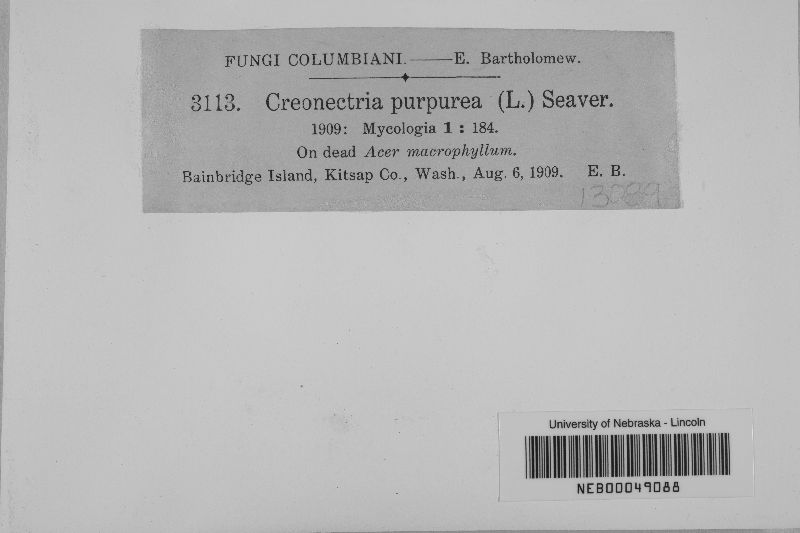 FUNGI COLUMBIANI.——E. Bartholomew.
3113. Creonectria purpurea (L.) Seaver.
1909: Mycologia 1 : 184.
On dead Acer macrophyllum.
Bainbridge Island, Kitsap Co., Wash., Aug. 6, 1909. E. B.
13089
University of Nebraska - Lincoln
NEB00049088